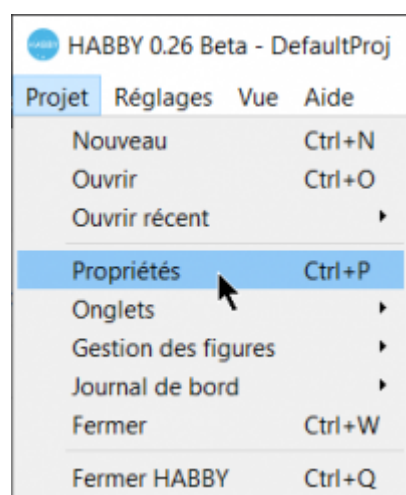 HABBY HABBY 0.26 Beta - DefaultProj
Projet Réglages Vue Aide
Nouveau Ctrl+N
Ouvrir Ctrl+O
Ouvrir récent
Propriétés Ctrl+P
Onglets
Gestion des figures
Journal de bord
Fermer Ctrl+W
Fermer HABBY Ctrl+Q